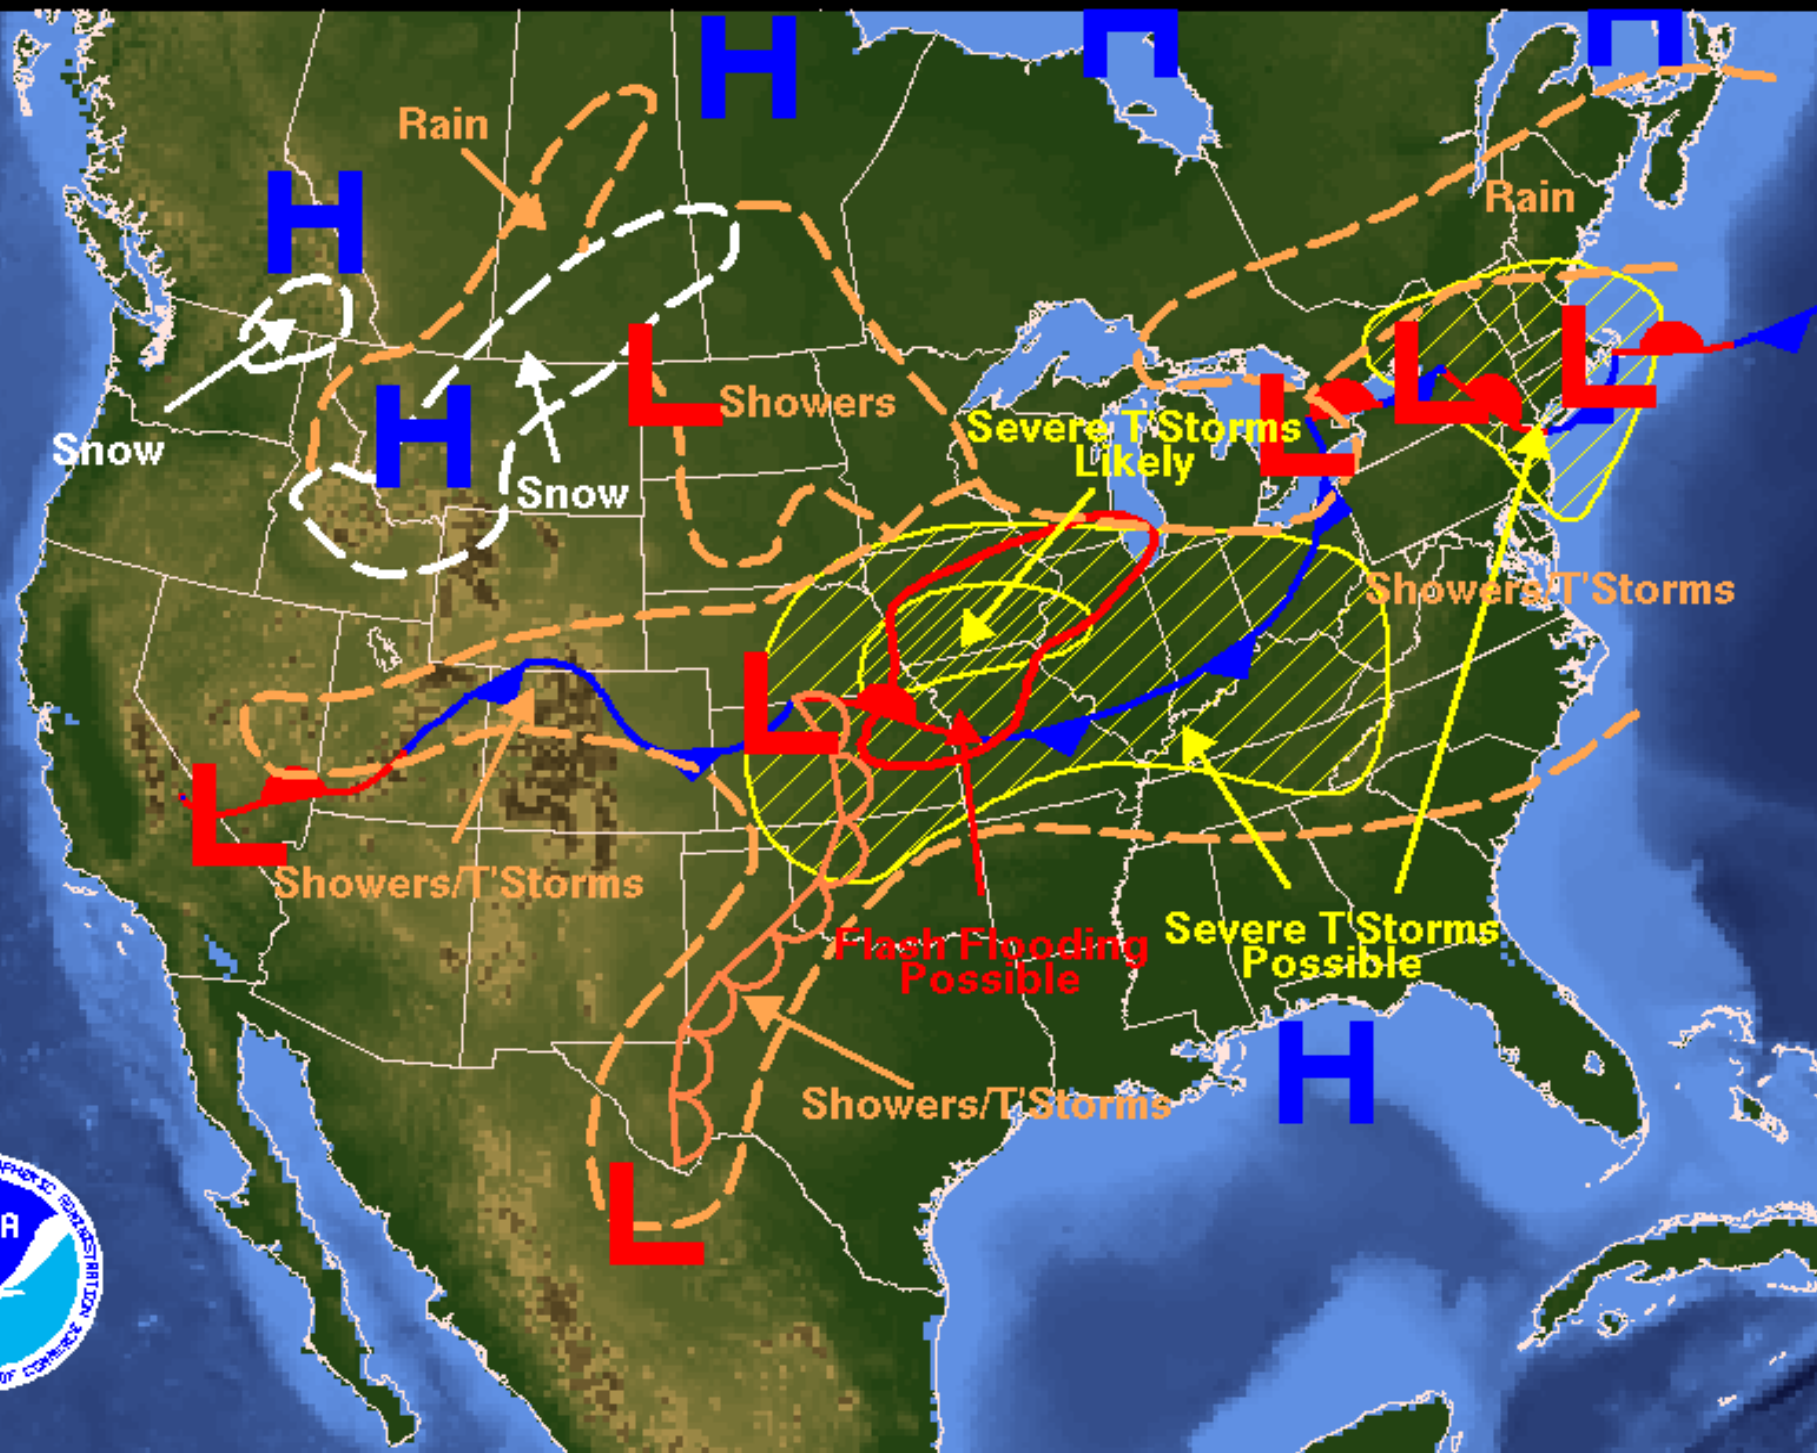 H
H
H
Rain
H
Rain
H
L
L
L
Showers
H
Severe T'Storms
Likely
L
Snow
Snow
Showers/T'Storms
L
L
Showers/T'Storms
Flash Flooding
Possible
Severe T'Storms
Possible
H
Showers/T'Storms
L